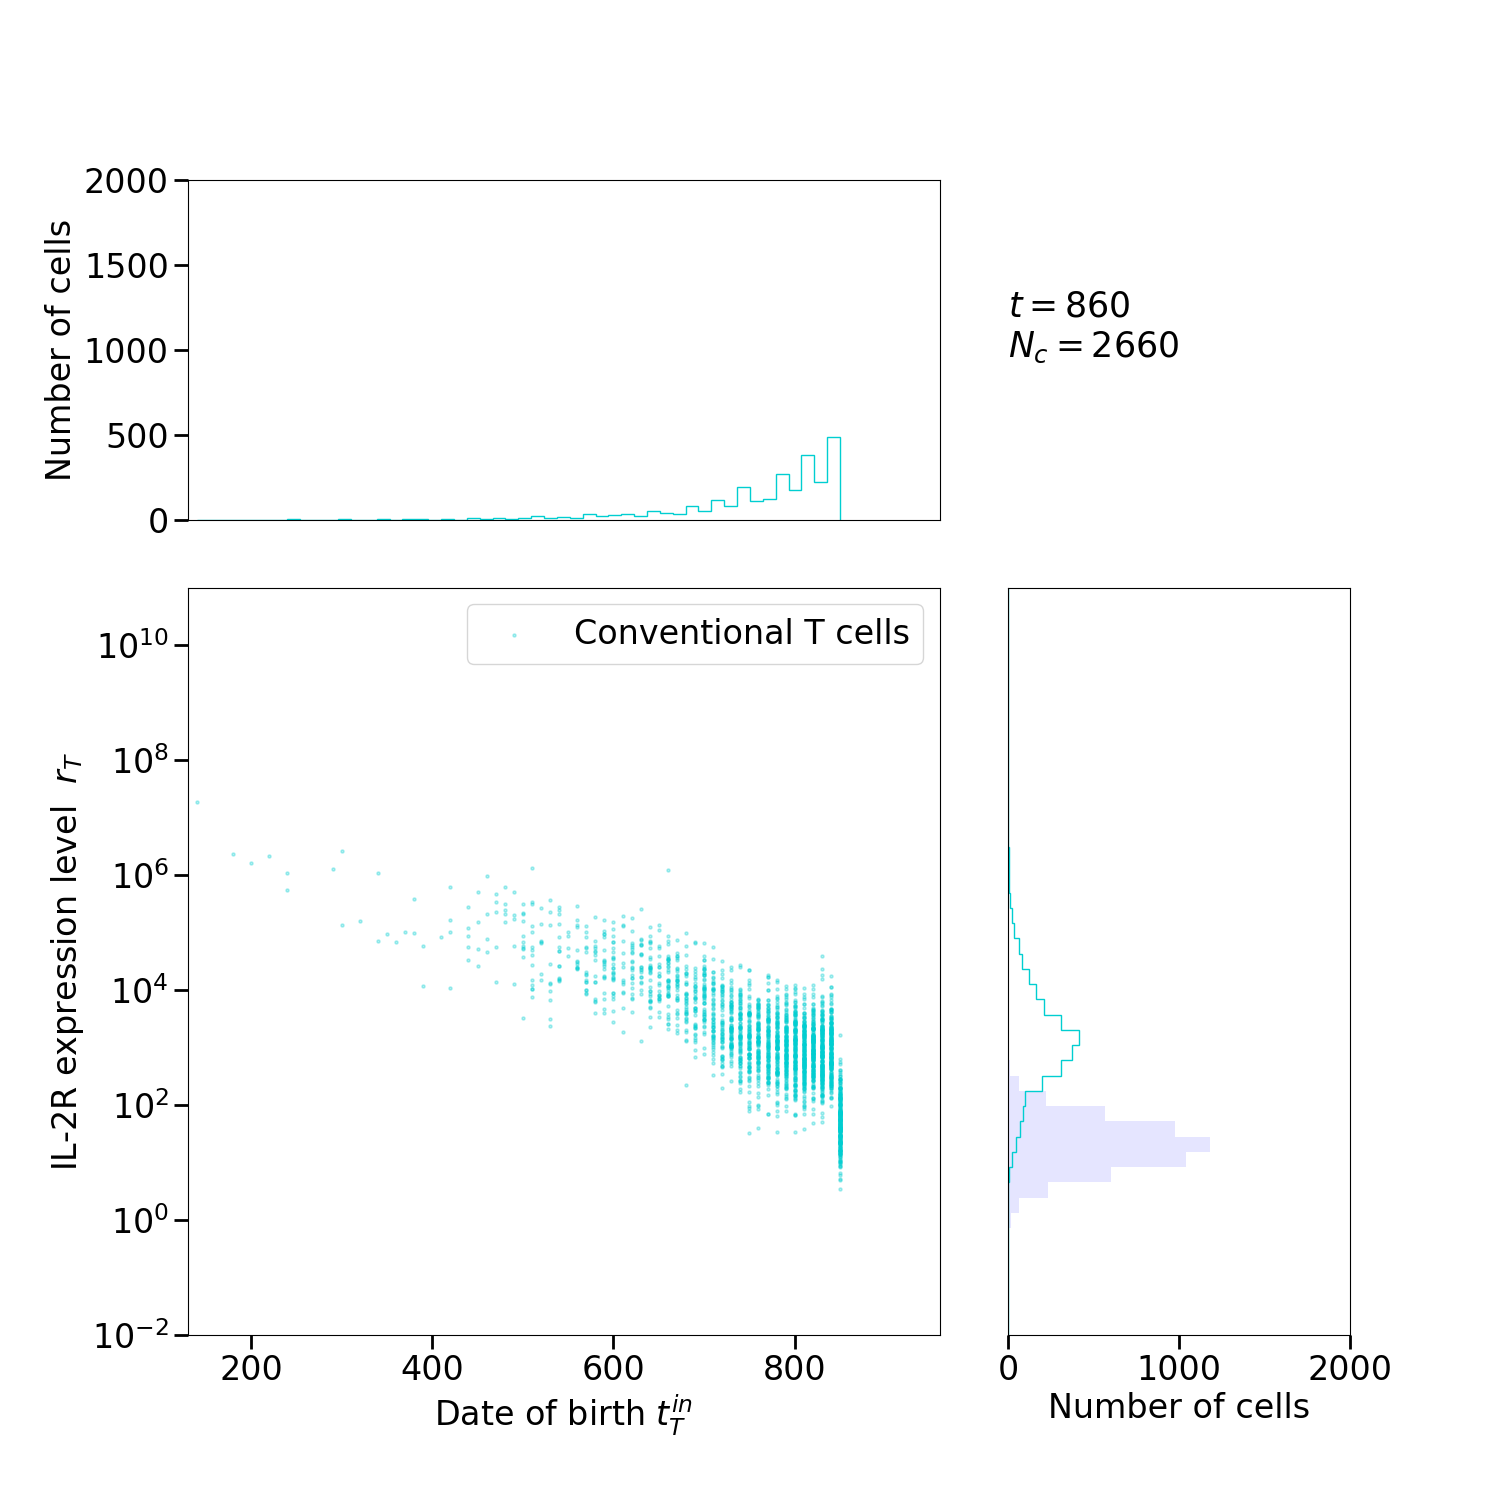 2000
1500
1000
500
0
Number of cells
t = 860
N_c = 2660
Conventional T cells
10^10
10^8
10^6
10^4
10^2
10^0
10^−2
IL-2R expression level r_T
200 400 600 800
Date of birth t_T^in
0 1000 2000
Number of cells